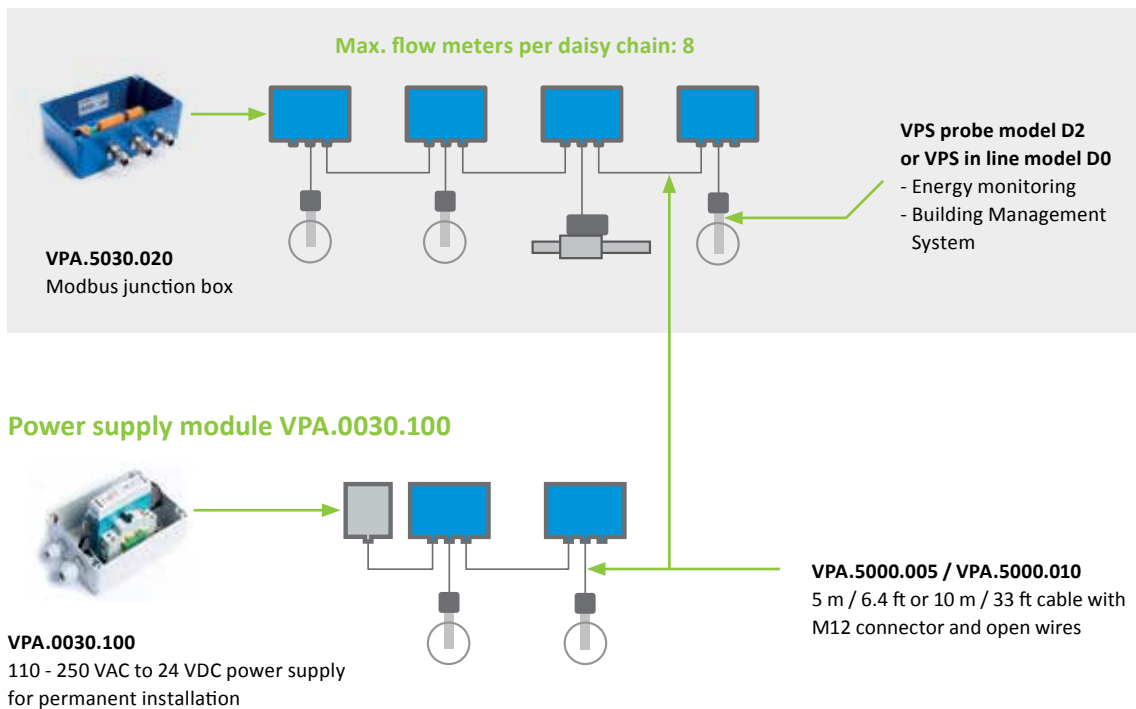 Max. flow meters per daisy chain: 8
VPS probe model D2
or VPS in line model D0
- Energy monitoring
- Building Management
System
VPA.5030.020
Modbus junction box
Power supply module VPA.0030.100
VPA.5000.005 / VPA.5000.010
5 m / 6.4 ft or 10 m / 33 ft cable with
M12 connector and open wires
VPA.0030.100
110 - 250 VAC to 24 VDC power supply
for permanent installation